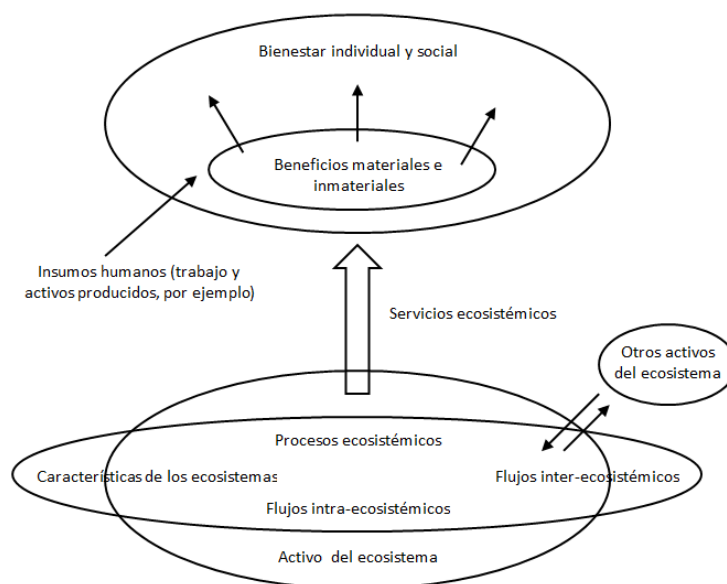 Bienestar individual y social
Beneficios materiales e
inmateriales
Insumos humanos (trabajo y
activos producidos, por ejemplo)
Servicios ecosistémicos
Otros activos
del ecosistema
Procesos ecosistémicos
Características de los ecosistemas
Flujos inter-ecosistémicos
Flujos intra-ecosistémicos
Activo del ecosistema